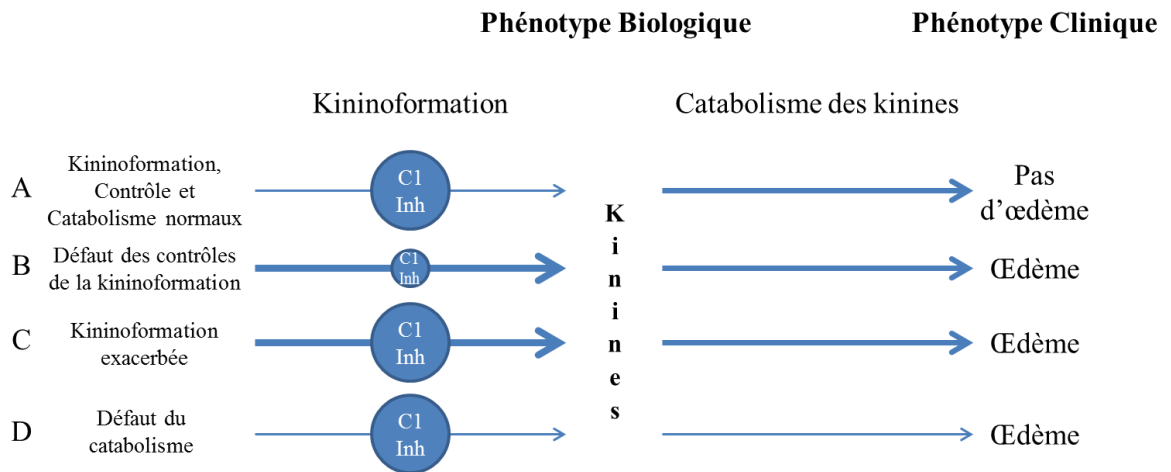 Phénotype Biologique
Phénotype Clinique
Kininoformation
Catabolisme des kinines
A
Kininoformation,
Contrôle et
Catabolisme normaux
C1
Inh
Pas
d’œdème
B
Défaut des contrôles
de la kininoformation
C1
Inh
Œdème
C
Kininoformation
exacerbée
C1
Inh
Œdème
D
Défaut du
catabolisme
C1
Inh
Œdème
K
i
n
i
n
e
s